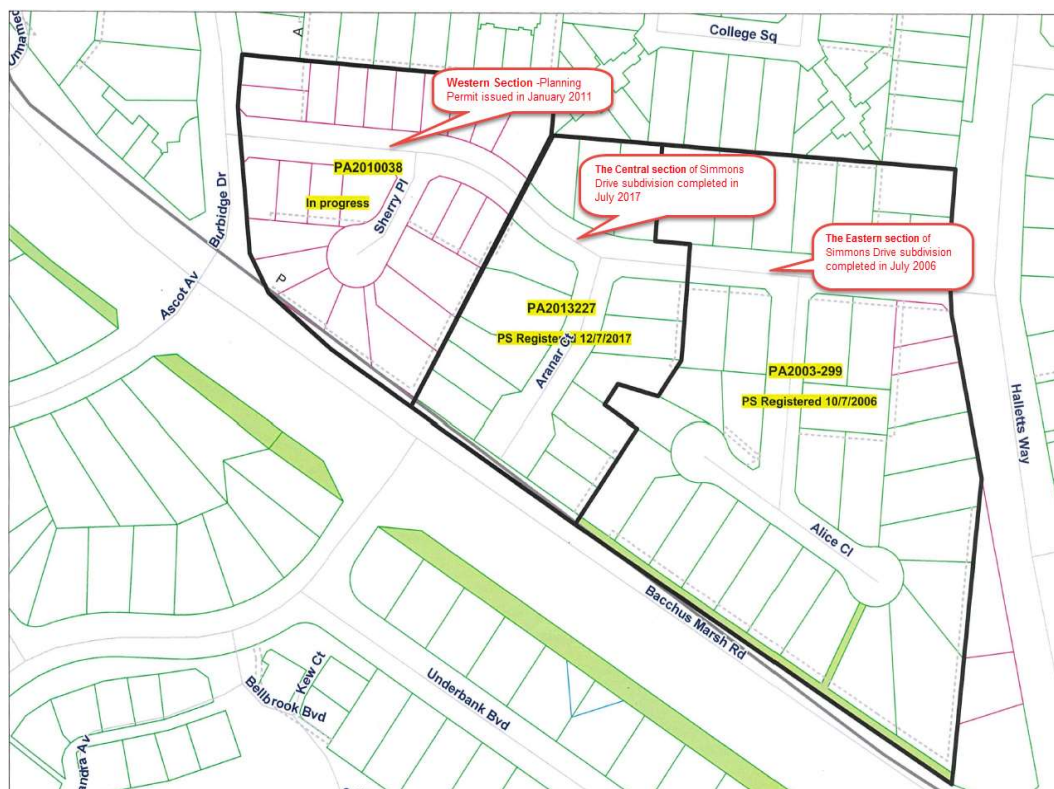 Unnamed
A
College Sq
Western Section -Planning
Permit issued in January 2011
PA2010038
In progress
Sherry Pl
Burbidge Dr
P
Ascot Av
The Central section of Simmons
Drive subdivision completed in
July 2017
The Eastern section of
Simmons Drive subdivision
completed in July 2006
PA2013227
PS Registered 12/7/2017
Aranar Ct
PA2003-299
PS Registered 10/7/2006
Halletts Way
Alice Cl
Bacchus Marsh Rd
Underbank Bvd
Kew Ct
Bellbrook Bvd